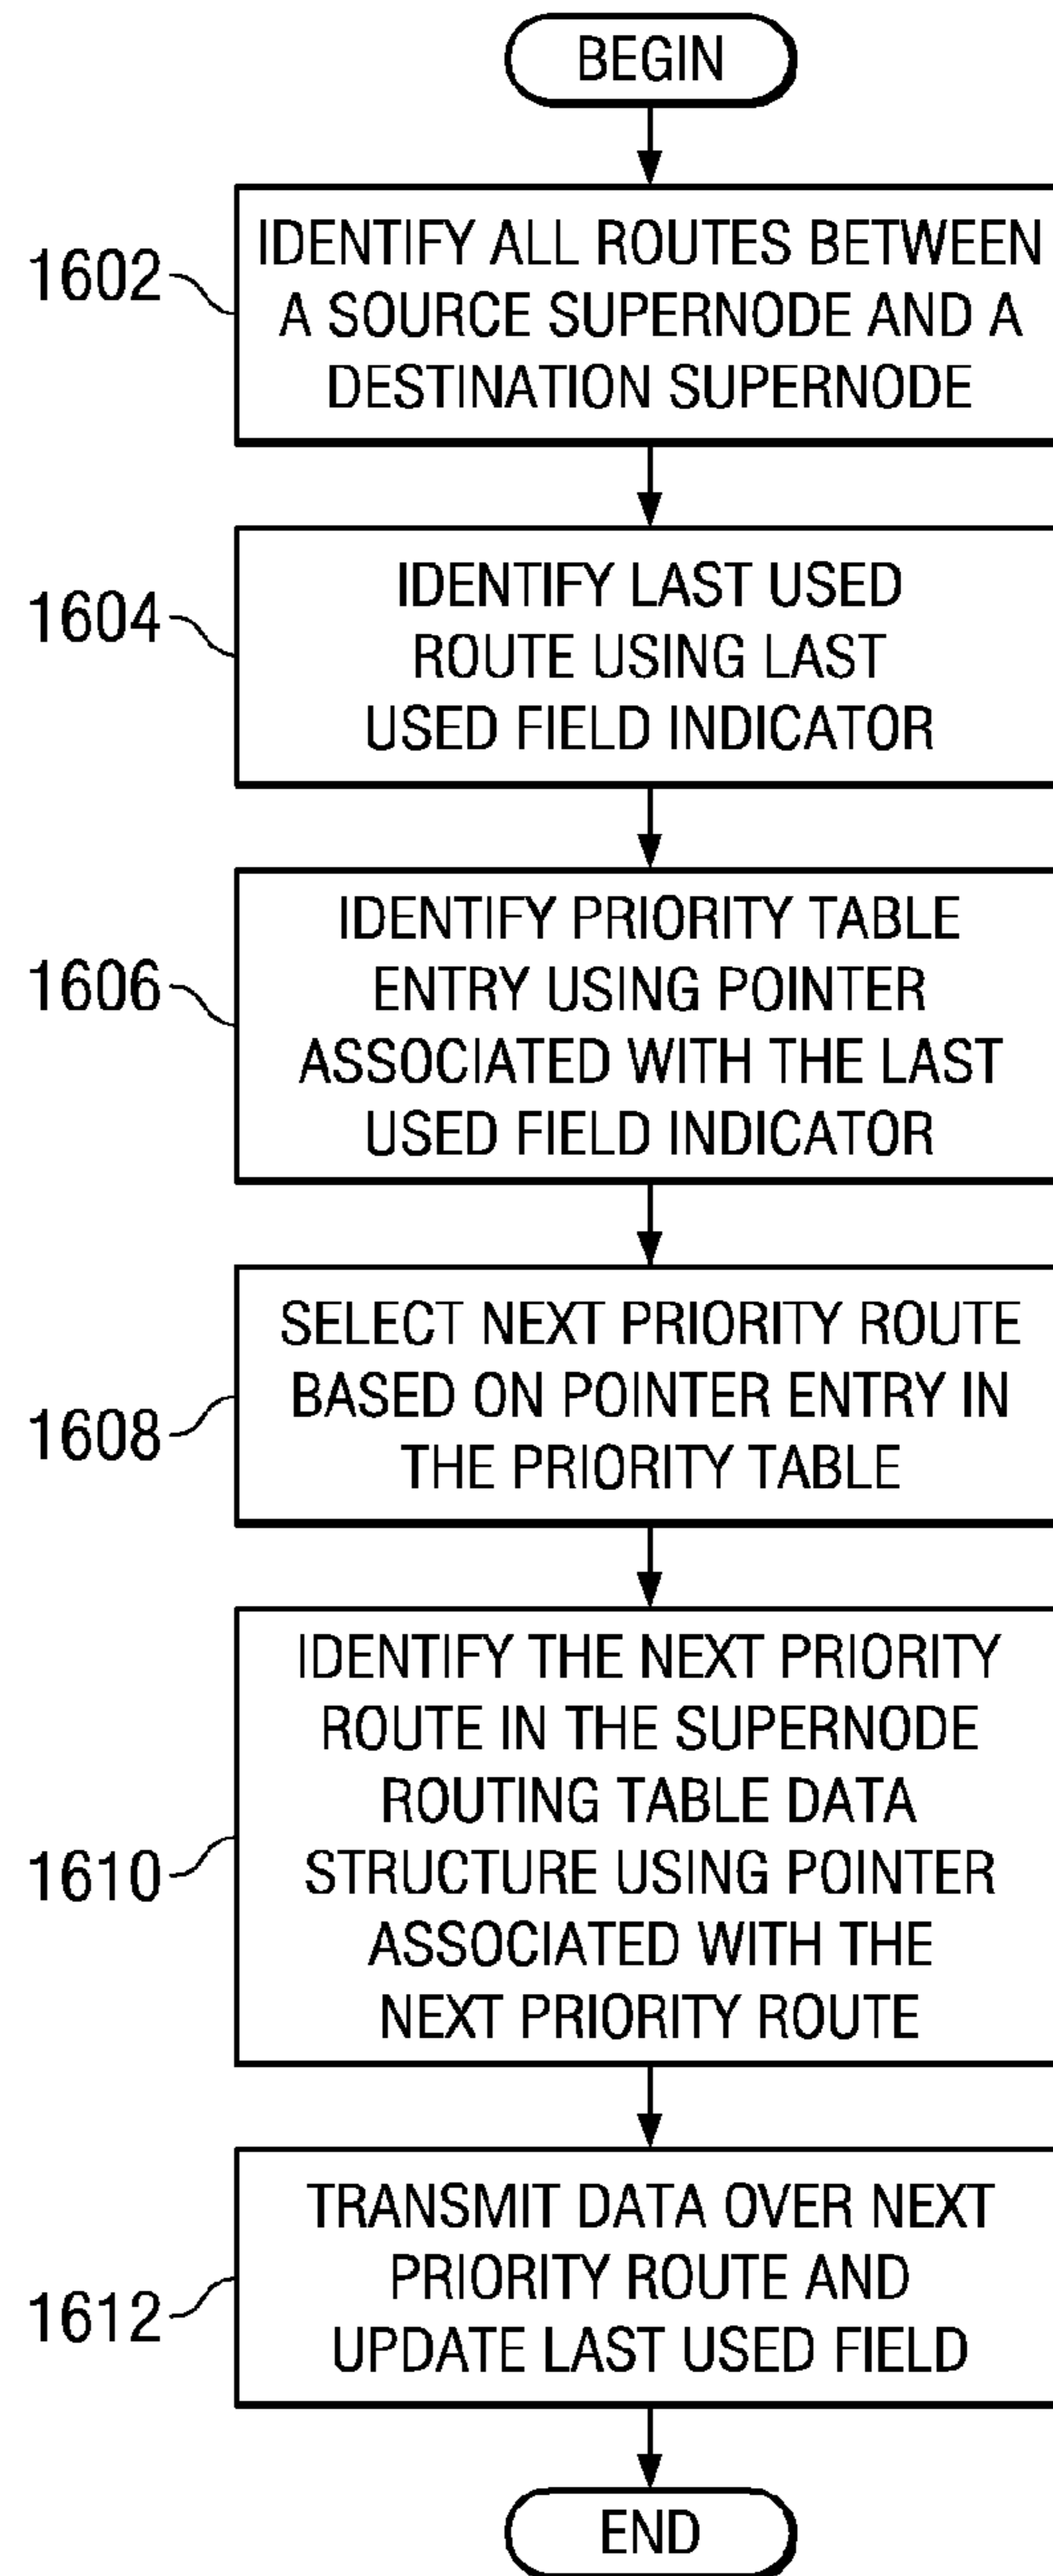 BEGIN
1602
IDENTIFY ALL ROUTES BETWEEN
A SOURCE SUPERNODE AND A
DESTINATION SUPERNODE
1604
IDENTIFY LAST USED
ROUTE USING LAST
USED FIELD INDICATOR
1606
IDENTIFY PRIORITY TABLE
ENTRY USING POINTER
ASSOCIATED WITH THE LAST
USED FIELD INDICATOR
1608
SELECT NEXT PRIORITY ROUTE
BASED ON POINTER ENTRY IN
THE PRIORITY TABLE
1610
IDENTIFY THE NEXT PRIORITY
ROUTE IN THE SUPERNODE
ROUTING TABLE DATA
STRUCTURE USING POINTER
ASSOCIATED WITH THE
NEXT PRIORITY ROUTE
1612
TRANSMIT DATA OVER NEXT
PRIORITY ROUTE AND
UPDATE LAST USED FIELD
END